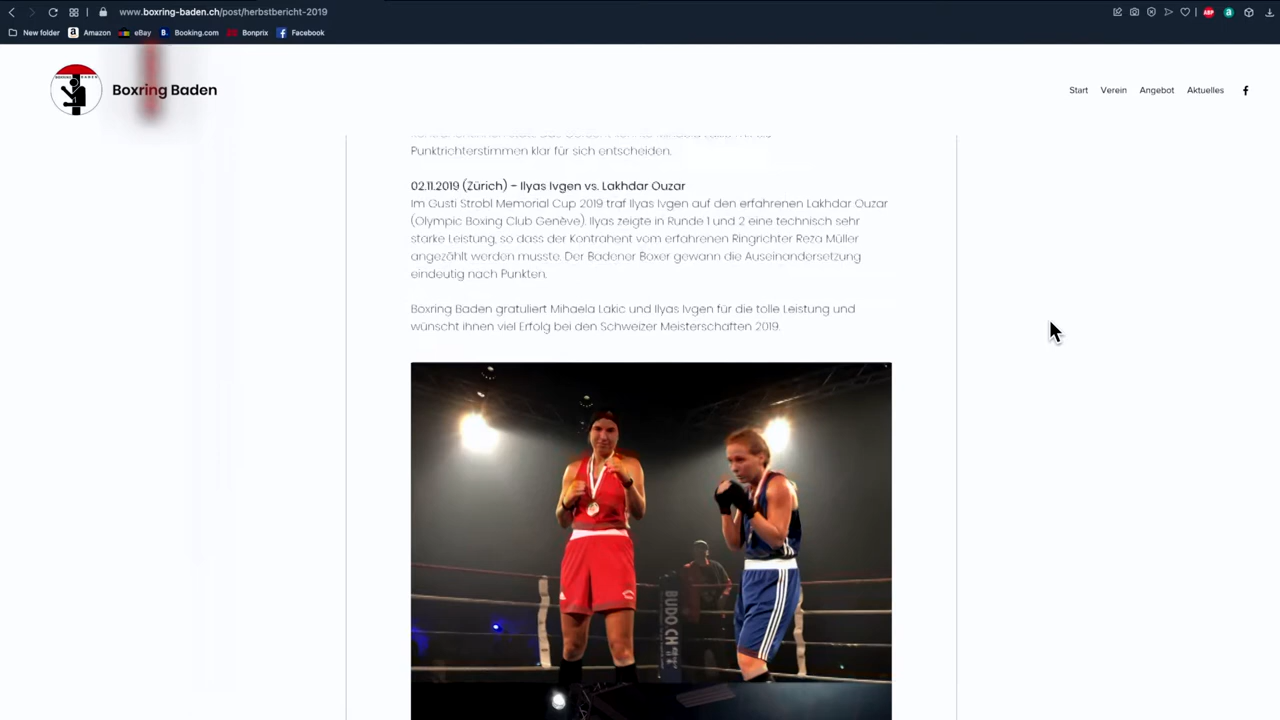 www.boxring-baden.ch/post/herbstbericht-2019
New folder Amazon eBay Booking.com Bonprix Facebook
Boxring Baden
Start Verein Angebot Aktuelles
Punktrichterstimmen klar für sich entscheiden.
02.11.2019 (Zürich) – Ilyas Ivgen vs. Lakhdar Ouzar
Im Gusti Strobl Memorial Cup 2019 traf Ilyas Ivgen auf den erfahrenen Lakhdar Ouzar
(Olympic Boxing Club Genève). Ilyas zeigte in Runde 1 und 2 eine technisch sehr
starke Leistung, so dass der Kontrahent vom erfahrenen Ringrichter Reza Müller
angezählt werden musste. Der Badener Boxer gewann die Auseinandersetzung
eindeutig nach Punkten.
Boxring Baden gratuliert Mihaela Lakic und Ilyas Ivgen für die tolle Leistung und
wünscht ihnen viel Erfolg bei den Schweizer Meisterschaften 2019.
BUDO.CH